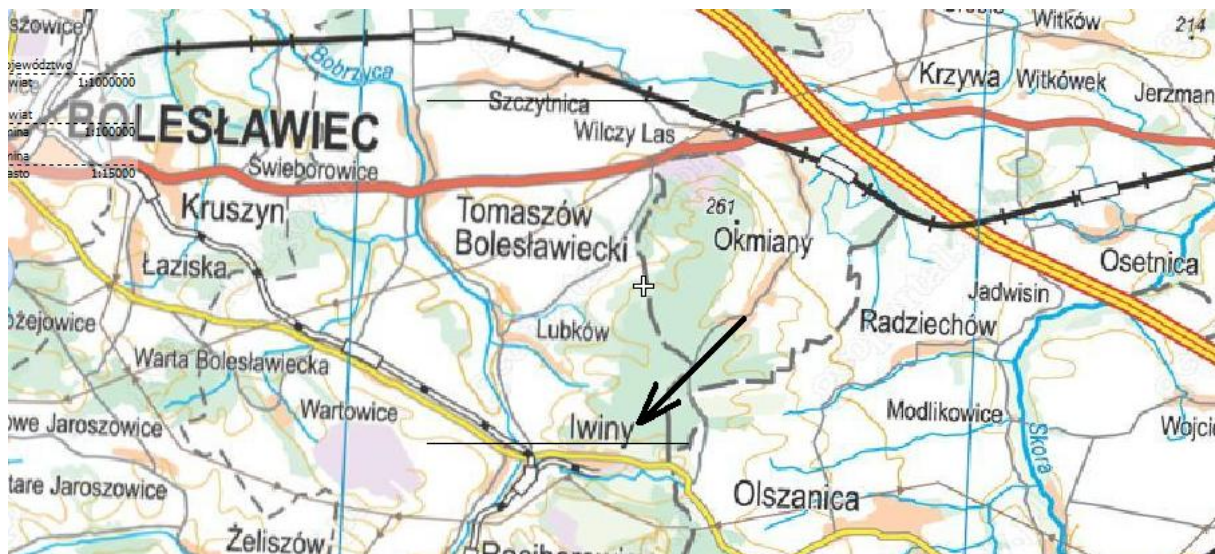 Witków
214
Bobrzyca
Krzywa
Witkówek
1:1000000
Szczytnica
Wilczy Las
1:100000
BOLESŁAWIEC
1:15000
Świeborowice
Kruszyn
Tomaszów
Bolesławiecki
261
Okmiany
Łaziska
Osetnica
Jadwisin
Radziechów
Lubków
Warta Bolesławiecka
Wartowice
Iwiny
Modlikowice
Skora
Olszanica
Żeliszów